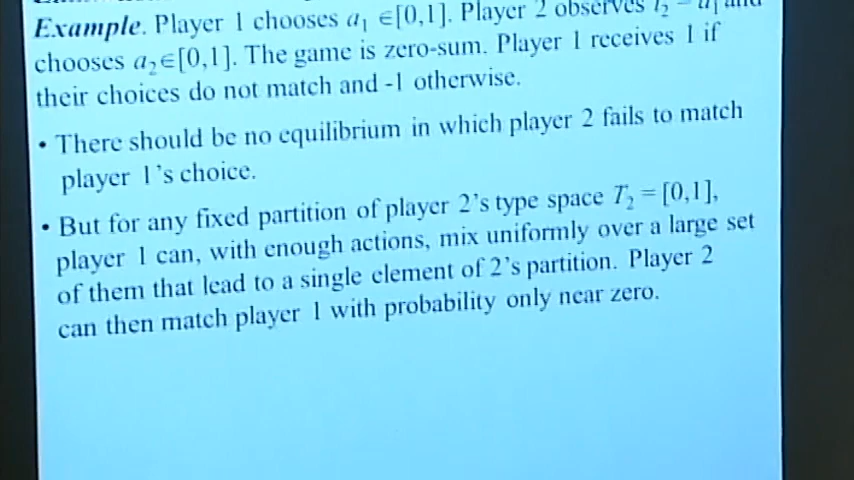 Example. Player 1 chooses a₁ ∈[0,1]. Player 2 observes
chooses a₂∈[0,1]. The game is zero-sum. Player 1 receives 1 if
their choices do not match and -1 otherwise.
• There should be no equilibrium in which player 2 fails to match
player 1's choice.
• But for any fixed partition of player 2's type space T₂ = [0,1],
player 1 can, with enough actions, mix uniformly over a large set
of them that lead to a single element of 2's partition. Player 2
can then match player 1 with probability only near zero.